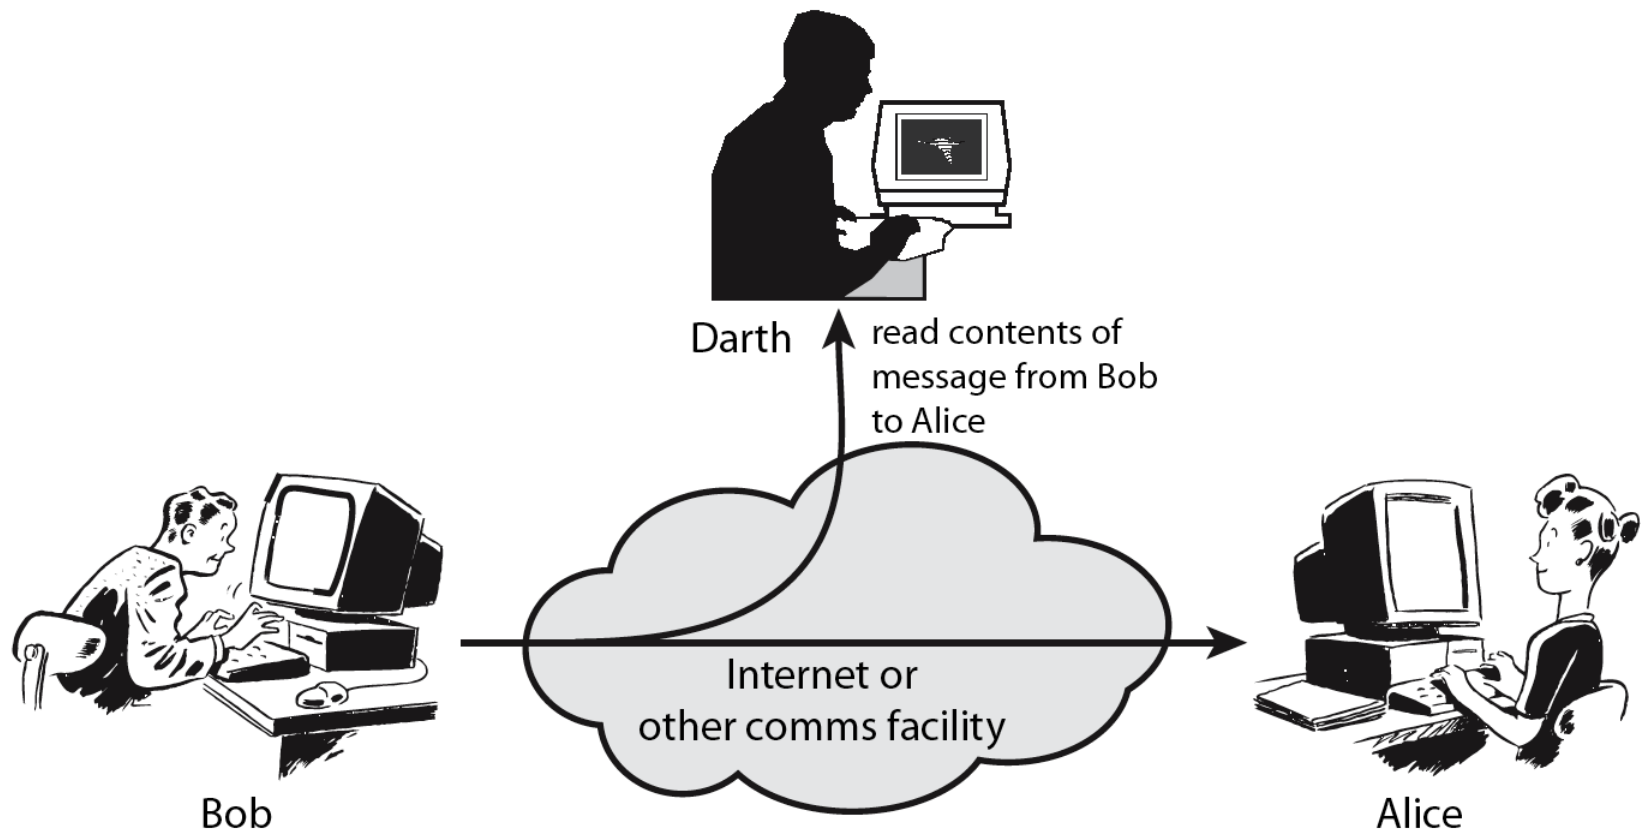 Darth
read contents of
message from Bob
to Alice
Internet or
other comms facility
Bob
Alice